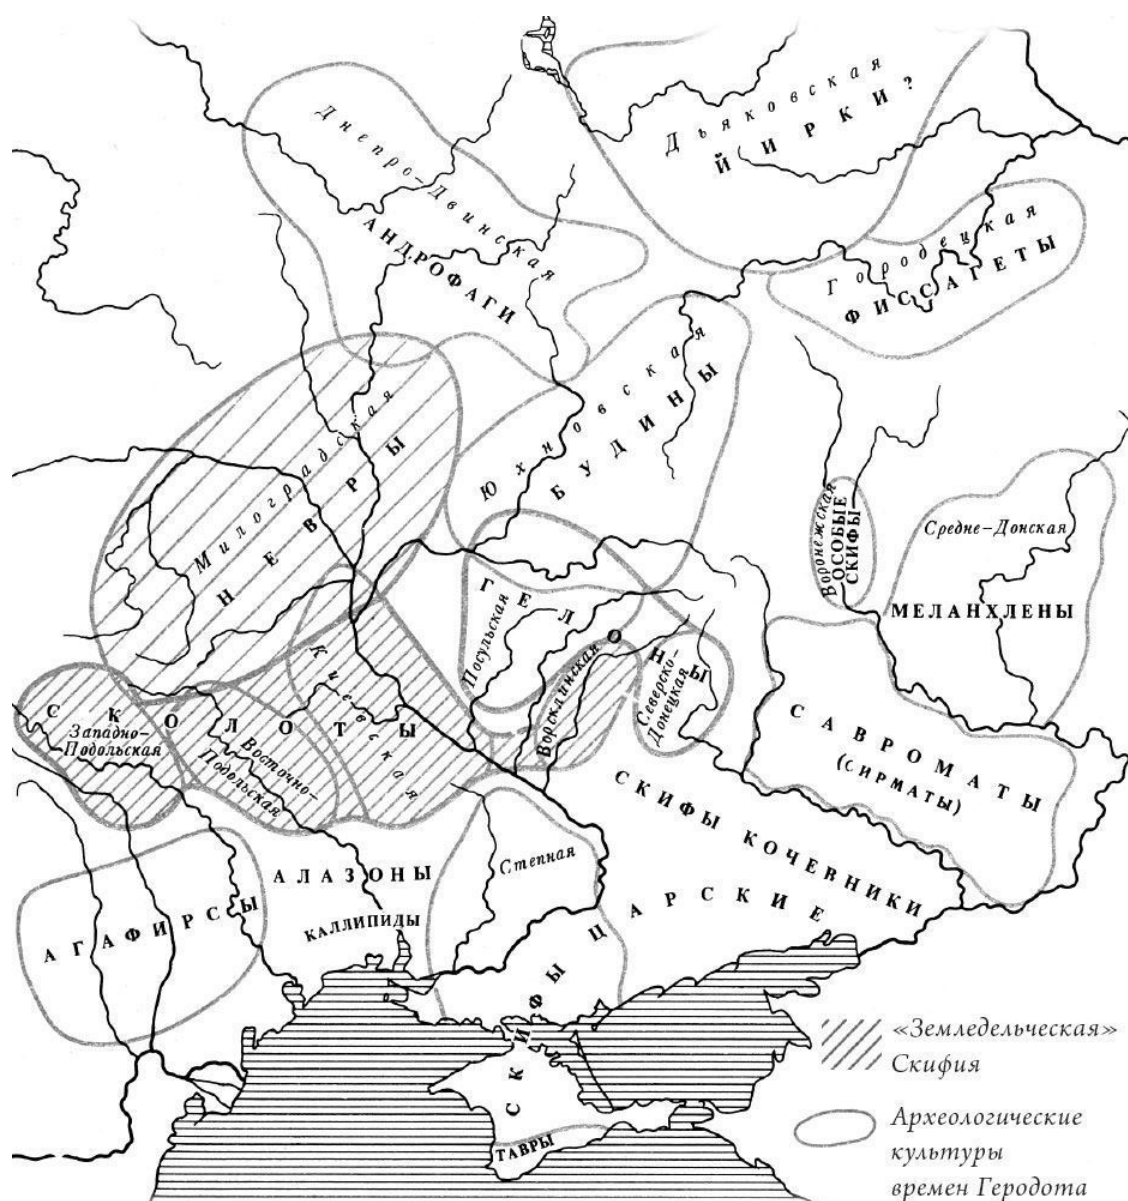 Днепро-Двинская
АНДРОФАГИ
Дьяковская
ЙИРКИ?
Городецкая
ФИССАГЕТЫ
Милоградская
НЕВРЫ
Юхновская
БУДИНЫ
Воронежская
ОСОБЫЕ
СКИФЫ
Средне-Донская
МЕЛАНХЛЕНЫ
ГЕЛОНЫ
Посульская
Ворсклинская
Северско-
Донецкая
СКОЛОТЫ
Западно-
Подольская
Восточно-
Подольская
Киевская
САВРОМАТЫ
(СИРМАТЫ)
СКИФЫ КОЧЕВНИКИ
СКИФЫ ЦАРСКИЕ
Степная
АЛАЗОНЫ
КАЛЛИПИДЫ
АГАФИРСЫ
ТАВРЫ
«Земледельческая»
Скифия
Археологические
культуры
времен Геродота